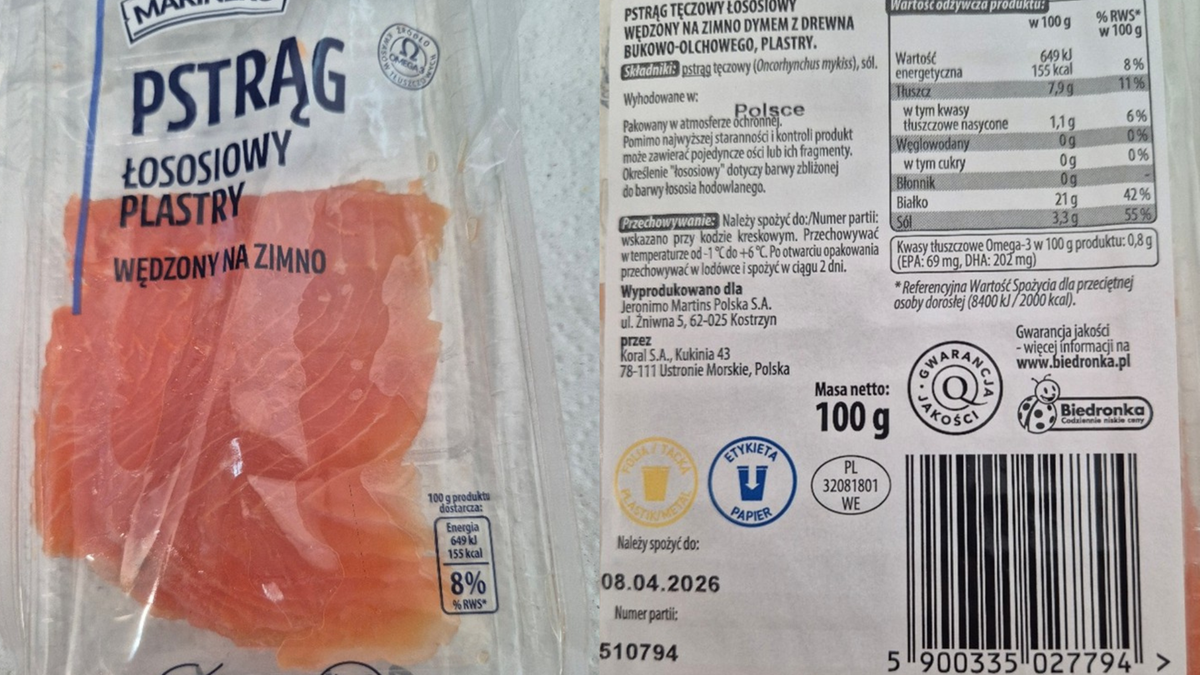 PSTRĄG
ŁOSOSIOWY
PLASTRY
WĘDZONY NA ZIMNO
100 g produktu
dostarcza:
Energia
649 kJ
155 kcal
8%
% RWS*
PSTRĄG TĘCZOWY ŁOSOSIOWY
WĘDZONY NA ZIMNO DYMEM Z DREWNA
BUKOWO-OLCHOWEGO, PLASTRY.
Składniki: pstrąg tęczowy (Oncorhynchus mykiss), sól.
Wyhodowane w:
Polsce
Pakowany w atmosferze ochronnej.
Pomimo najwyższej staranności i kontroli produkt
może zawierać pojedyncze ości lub ich fragmenty.
Określenie "łososiowy" dotyczy barwy zbliżonej
do barwy łososia hodowlanego.
Przechowywanie: Należy spożyć do:/Numer partii:
wskazano przy kodzie kreskowym. Przechowywać
w temperaturze od -1 °C do +6 °C. Po otwarciu opakowania
przechowywać w lodówce i spożyć w ciągu 2 dni.
Wyprodukowano dla
Jeronimo Martins Polska S.A.
ul. Żniwna 5, 62-025 Kostrzyn
przez
Koral S.A., Kukinia 43
78-111 Ustronie Morskie, Polska
Masa netto:
100 g
FOLIA I TACKA
PLASTIK/METAL
ETYKIETA
PAPIER
PL
32081801
WE
Należy spożyć do:
08.04.2026
Numer partii:
510794
Wartość odżywcza produktu:
w 100 g % RWS* w 100 g
Wartość energetyczna 649 kJ 155 kcal 8%
Tłuszcz 7,9 g 11%
w tym kwasy tłuszczowe nasycone 1,1 g 6%
Węglowodany 0 g 0%
w tym cukry 0 g 0%
Błonnik 0 g -
Białko 21 g 42%
Sól 3,3 g 55%
Kwasy tłuszczowe Omega-3 w 100 g produktu: 0,8 g
(EPA: 69 mg, DHA: 202 mg)
* Referencyjna Wartość Spożycia dla przeciętnej
osoby dorosłej (8400 kJ / 2000 kcal).
Gwarancja jakości
- więcej informacji na
www.biedronka.pl
GWARANCJA
Q
JAKOŚCI
Biedronka
Codziennie niskie ceny
5 900335 027794 >